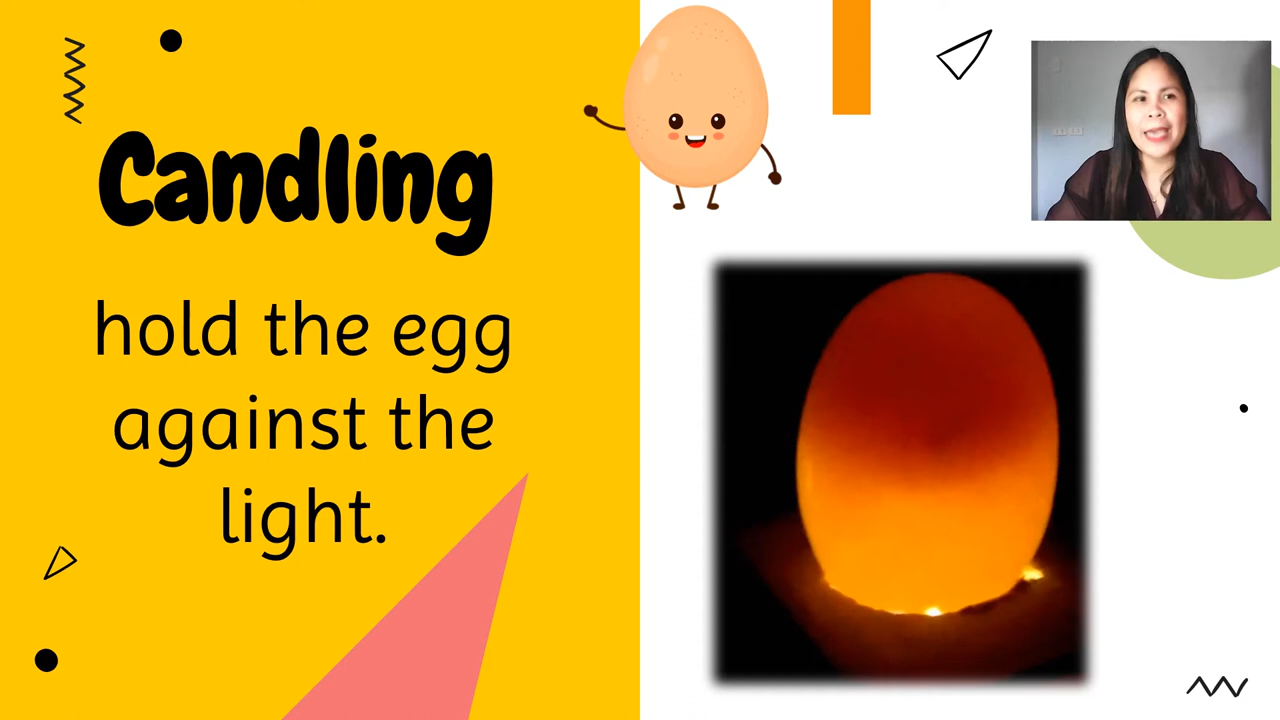 Candling
hold the egg
against the
light.